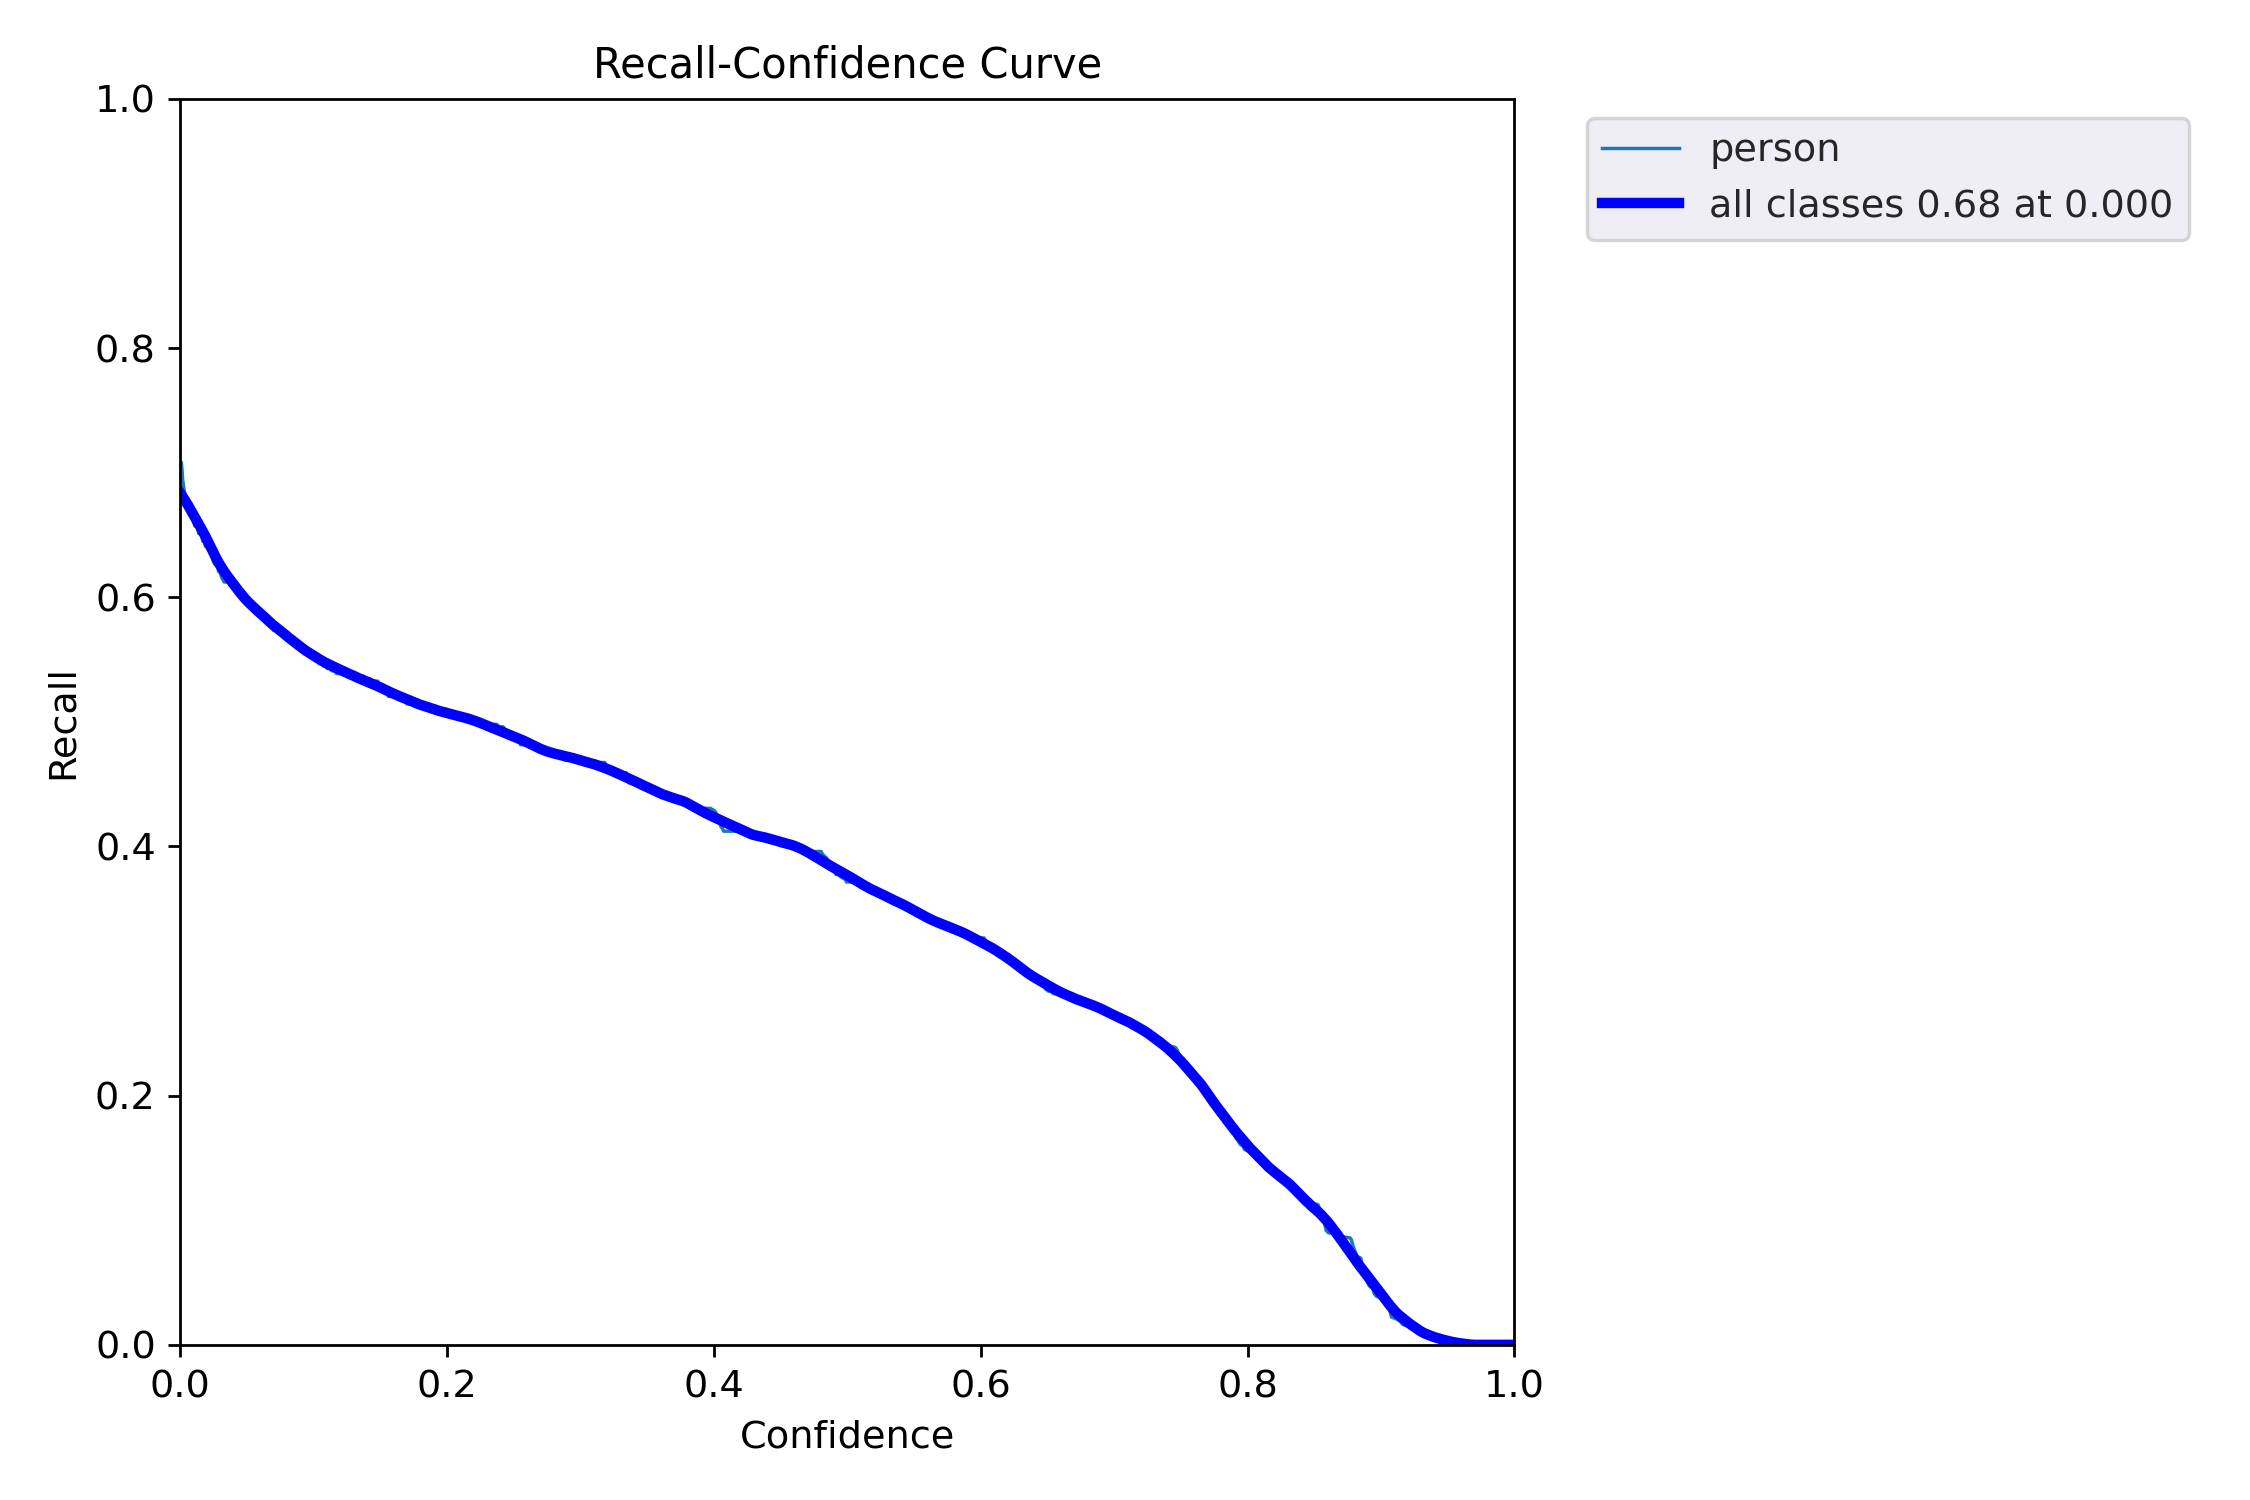 Recall-Confidence Curve
1.0
0.8
0.6
0.4
0.2
0.0
Recall
0.0 0.2 0.4 0.6 0.8 1.0
Confidence
person
all classes 0.68 at 0.000